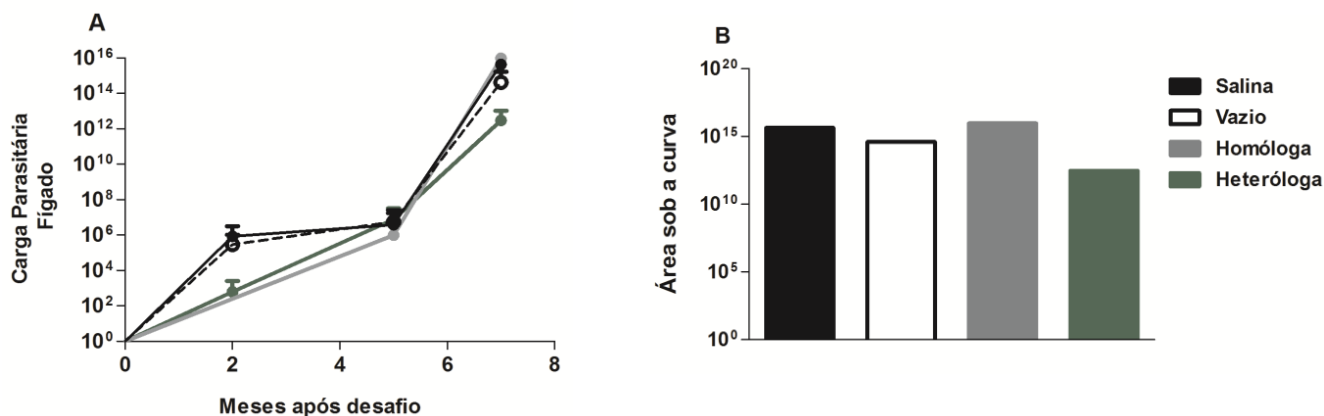 A
Carga Parasitária
Fígado
10^16
10^14
10^12
10^10
10^8
10^6
10^4
10^2
10^0
0 2 4 6 8
Meses após desafio
B
Área sob a curva
10^20
10^15
10^10
10^5
10^0
Salina
Vazio
Homóloga
Heteróloga